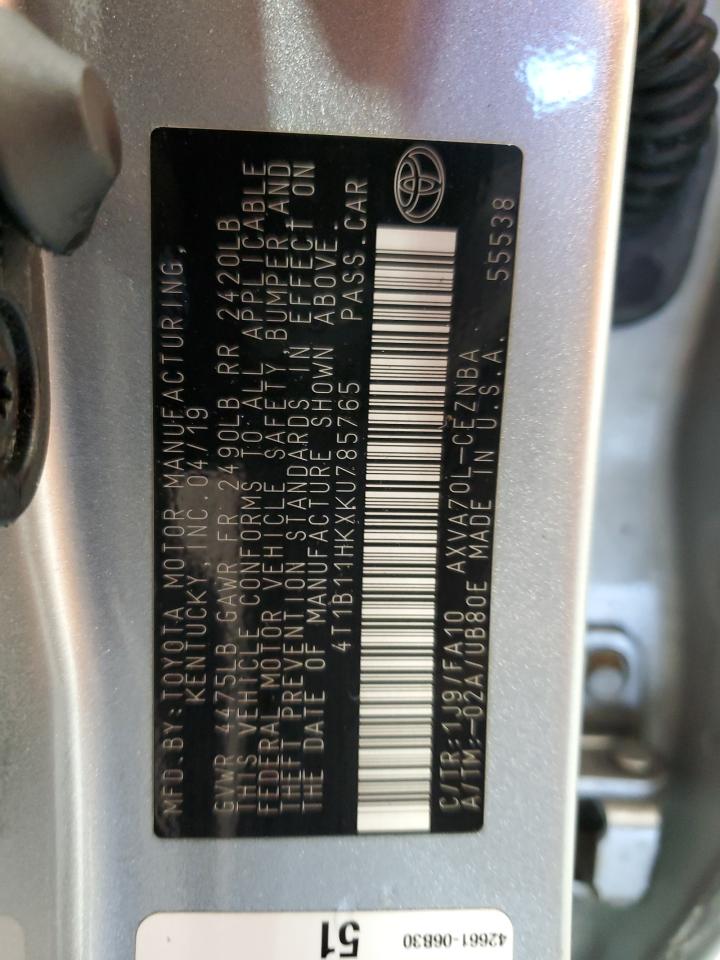 MFD.BY:TOYOTA MOTOR MANUFACTURING,
KENTUCKY, INC.04/19
GVWR 4475LB GAWR FR 2490LB RR 2420LB
THIS VEHICLE CONFORMS TO ALL APPLICABLE
FEDERAL MOTOR VEHICLE SAFETY, BUMPER, AND
THEFT PREVENTION STANDARDS IN EFFECT ON
THE DATE OF MANUFACTURE SHOWN ABOVE.
4T1B11HKXKU785765 PASS.CAR
C/TR:1J9/FA10 AXVA70L-CEZNBA
A/TM:-02A/UB80E MADE IN U.S.A. 55538
51
42661-06B30